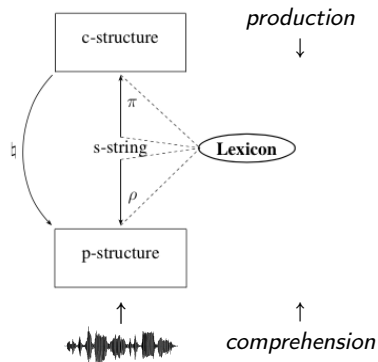 production
c-structure
↓
π
♮
s-string
Lexicon
ρ
p-structure
↑
↑
comprehension